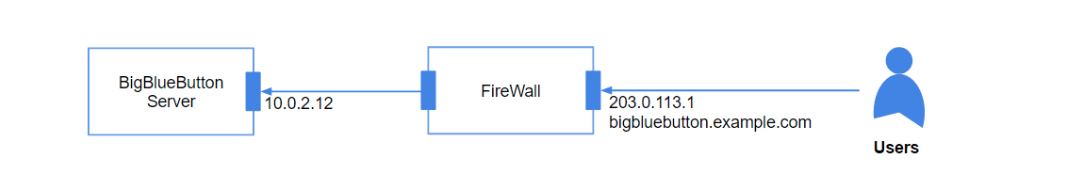 BigBlueButton
Server
10.0.2.12
FireWall
203.0.113.1
bigbluebutton.example.com
Users